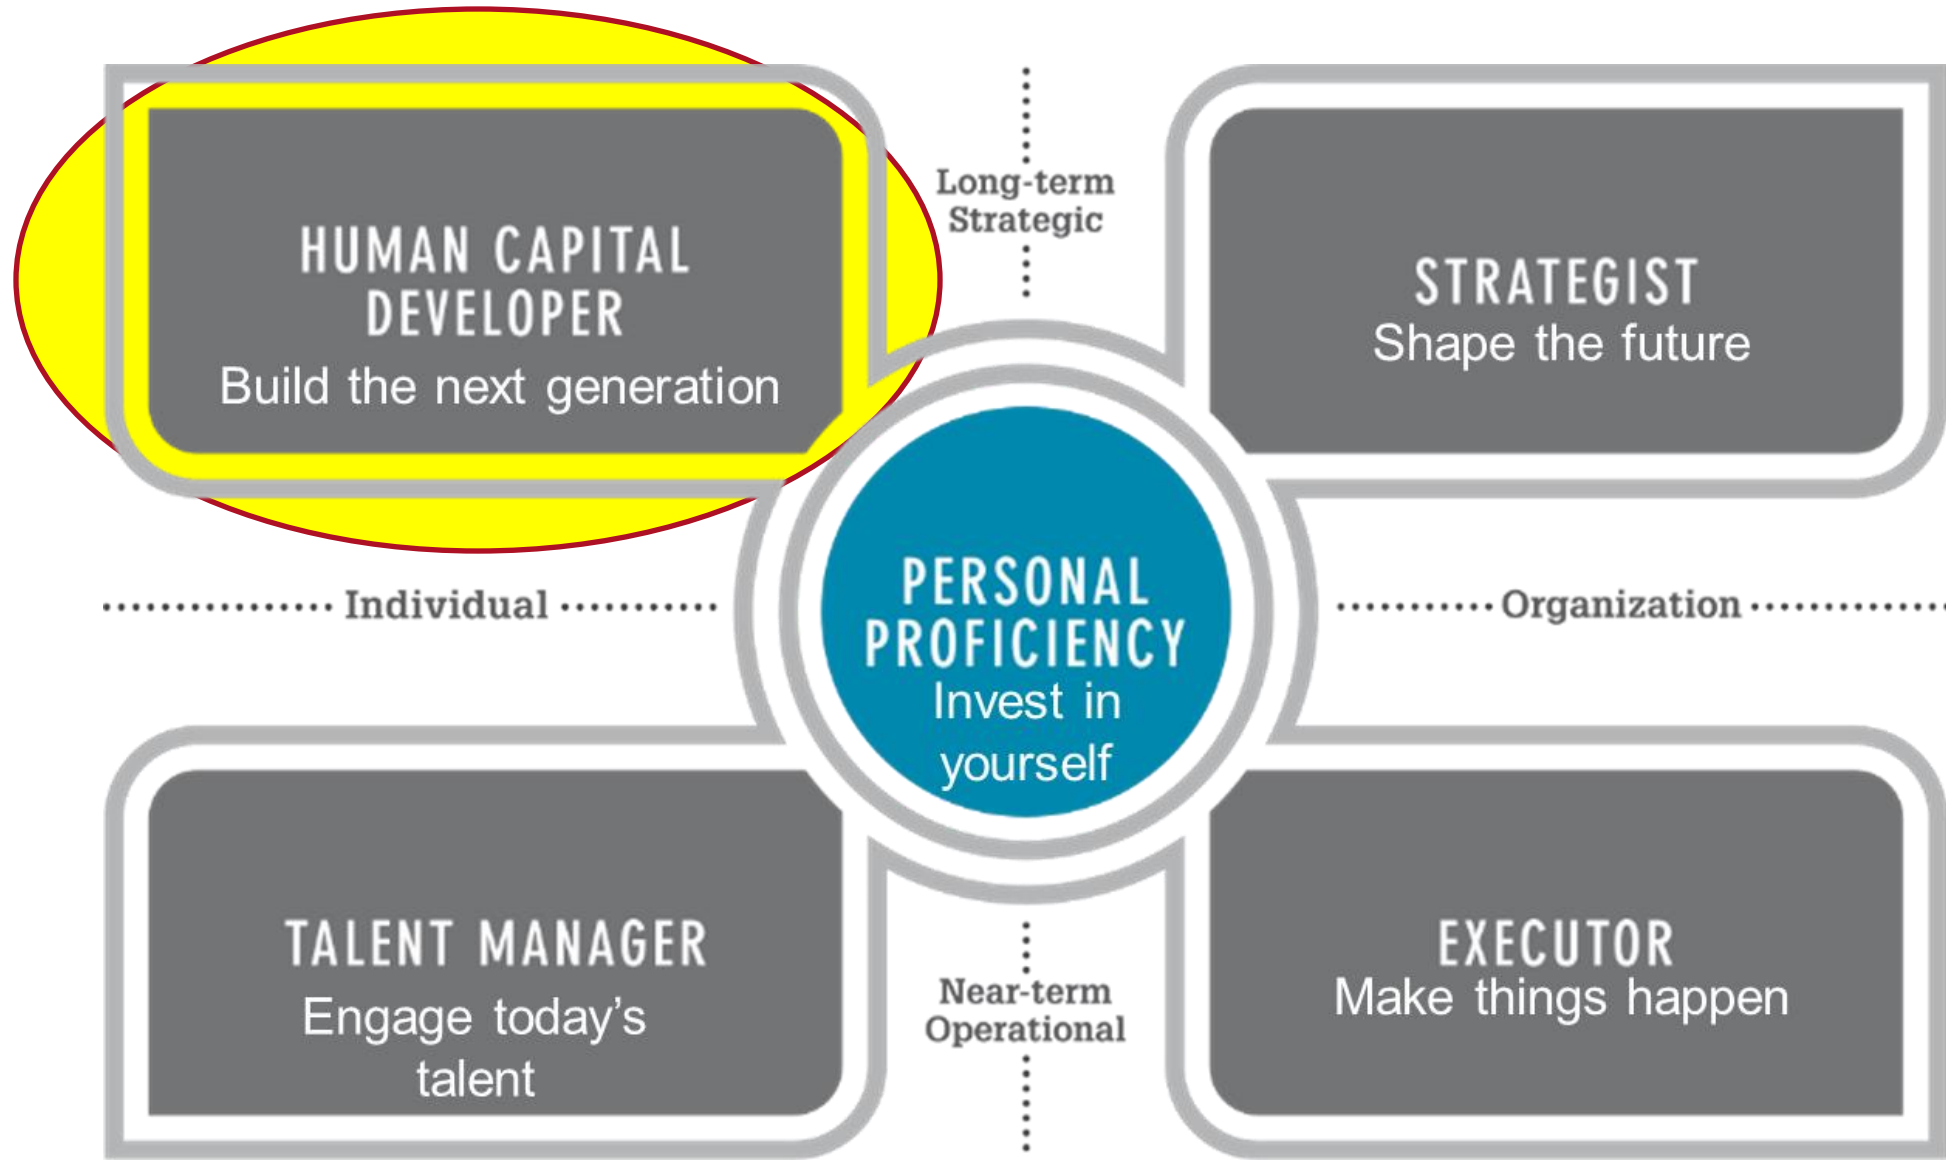 HUMAN CAPITAL
DEVELOPER
Build the next generation
Long-term
Strategic
STRATEGIST
Shape the future
Individual
PERSONAL
PROFICIENCY
Invest in
yourself
Organization
TALENT MANAGER
Engage today’s
talent
Near-term
Operational
EXECUTOR
Make things happen